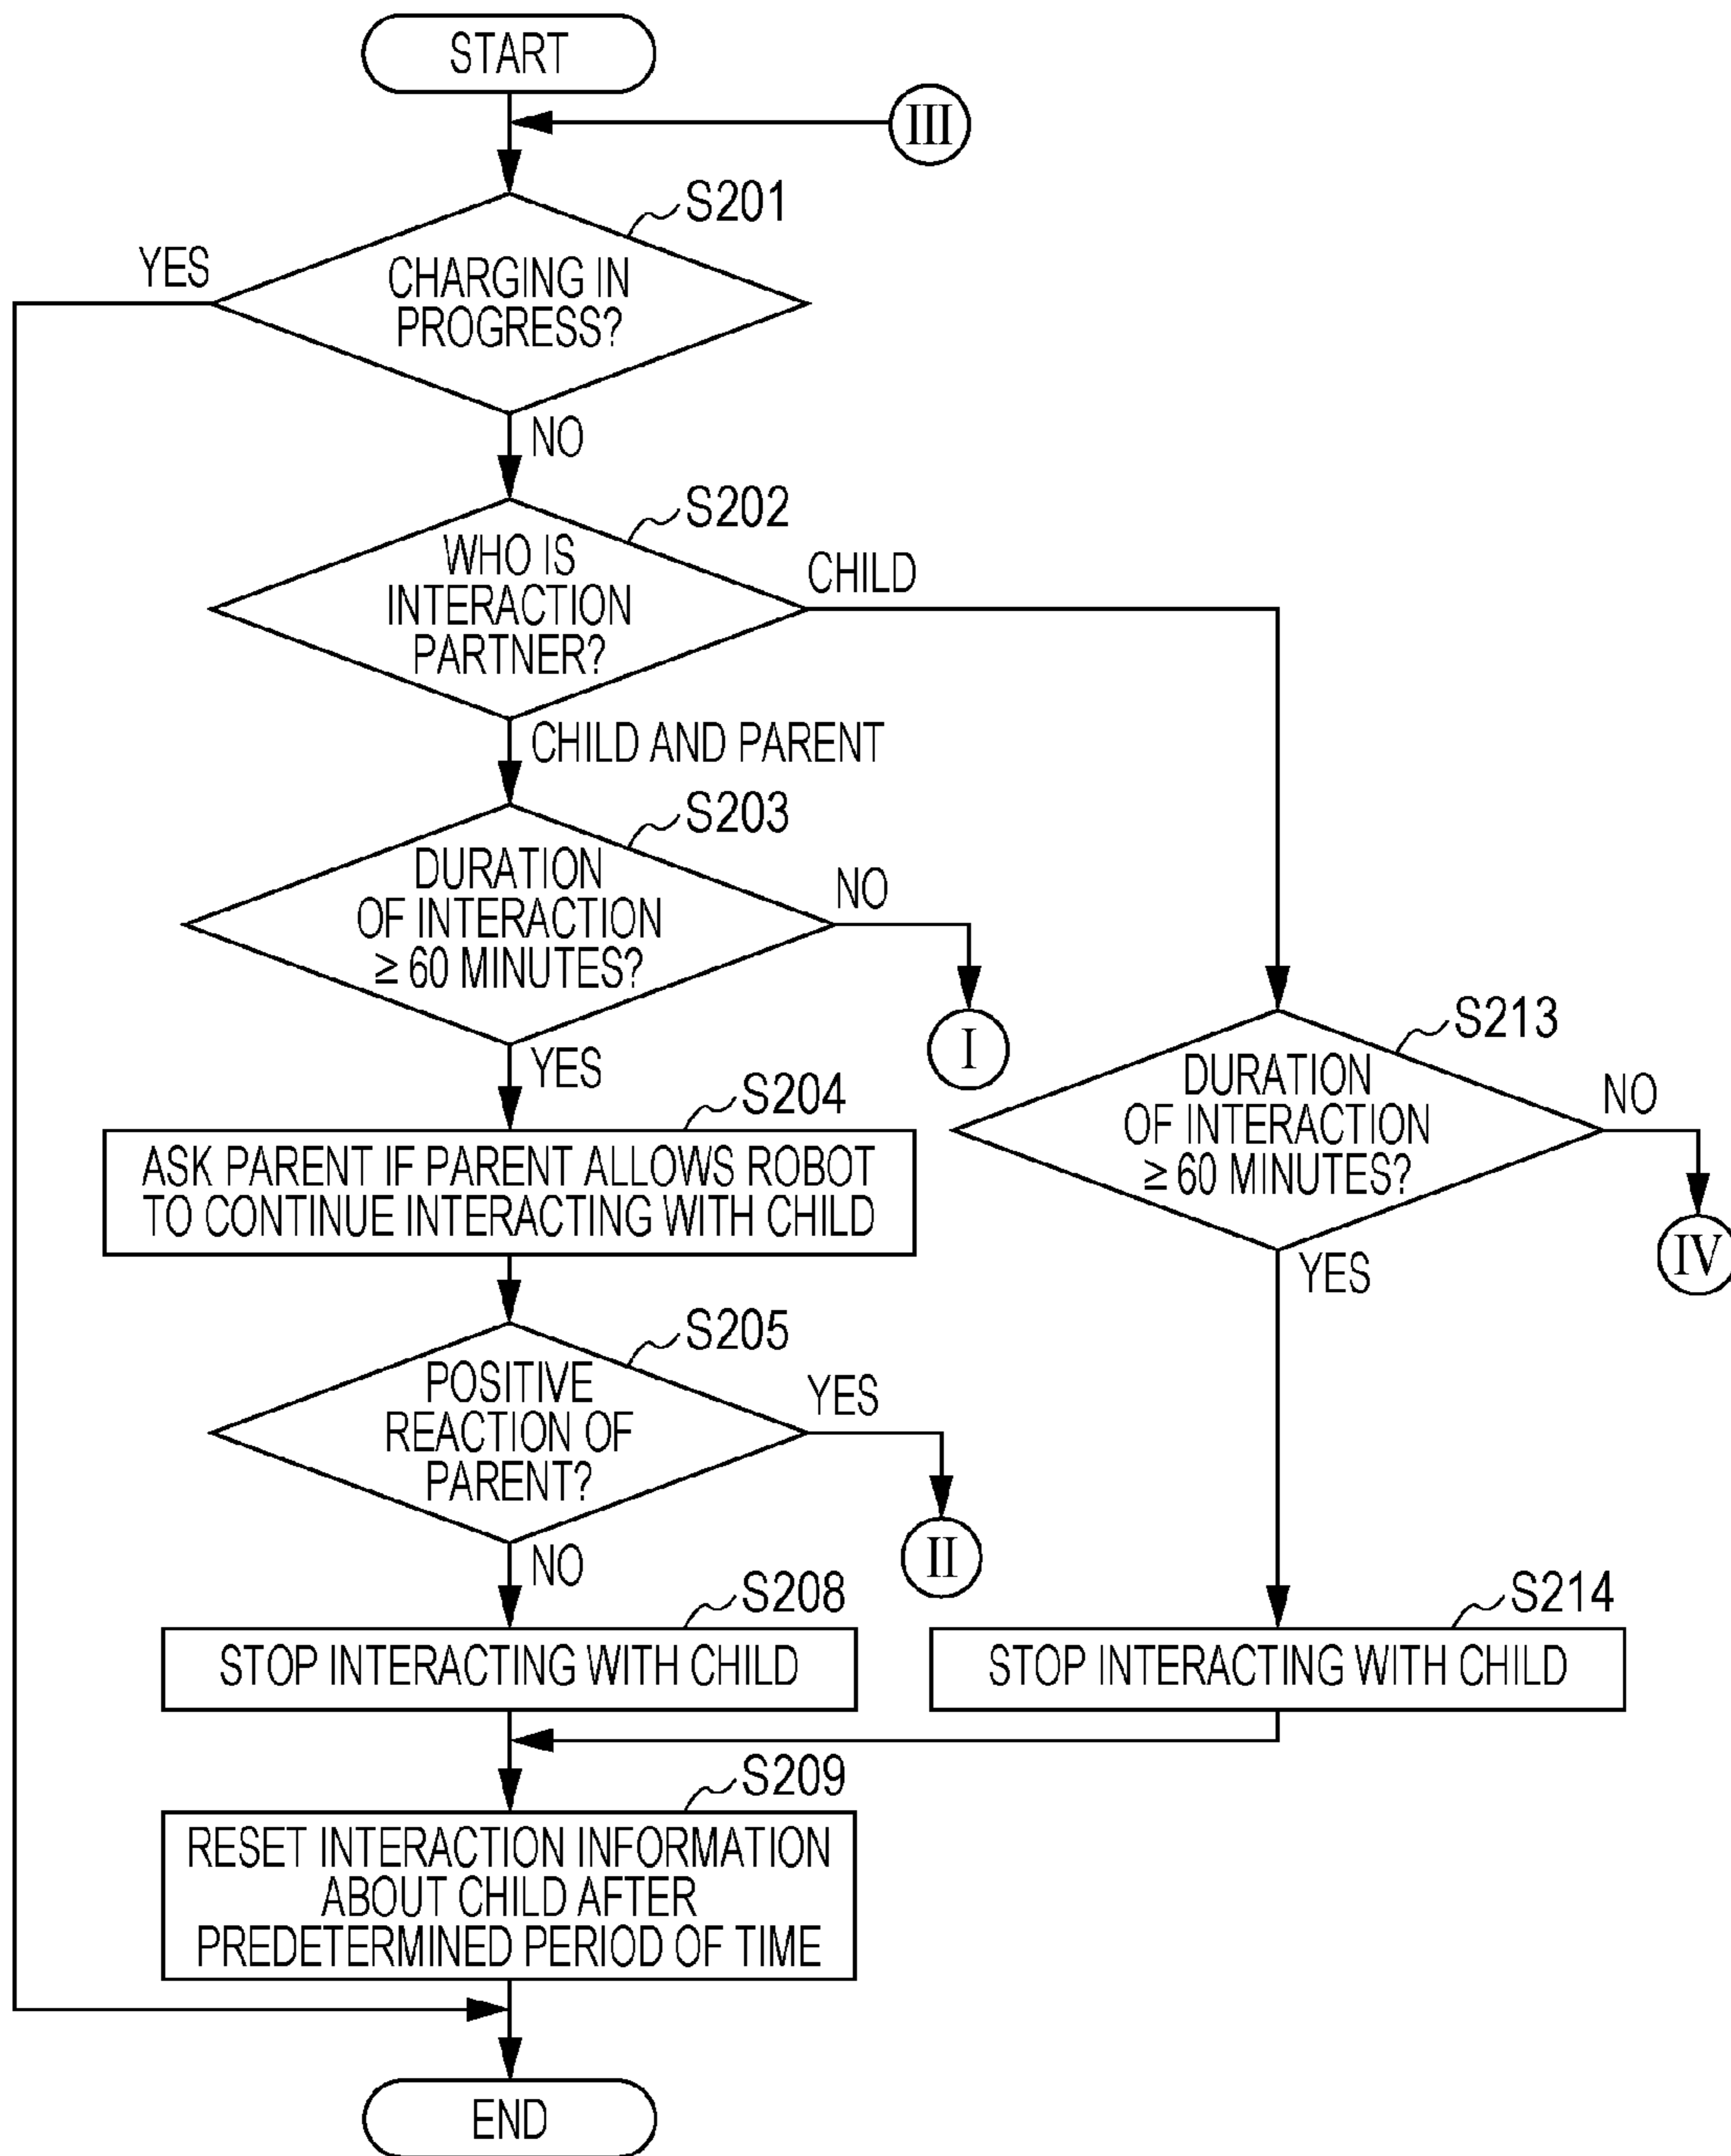 START
III
S201
YES
CHARGING IN
PROGRESS?
NO
S202
WHO IS
INTERACTION
PARTNER?
CHILD
CHILD AND PARENT
S203
DURATION
OF INTERACTION
≥ 60 MINUTES?
NO
I
YES
S213
DURATION
OF INTERACTION
≥ 60 MINUTES?
NO
IV
YES
S204
ASK PARENT IF PARENT ALLOWS ROBOT
TO CONTINUE INTERACTING WITH CHILD
S205
POSITIVE
REACTION OF
PARENT?
YES
II
NO
S208
STOP INTERACTING WITH CHILD
S214
STOP INTERACTING WITH CHILD
S209
RESET INTERACTION INFORMATION
ABOUT CHILD AFTER
PREDETERMINED PERIOD OF TIME
END